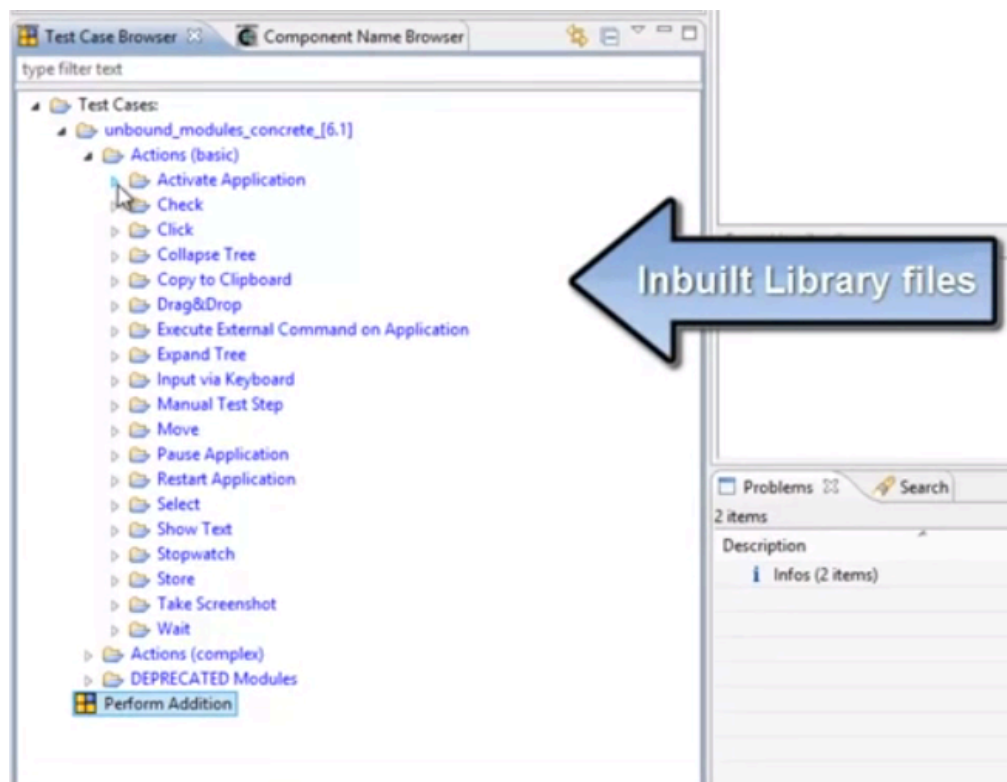 Test Case Browser
Component Name Browser
type filter text
Test Cases:
unbound_modules_concrete_[6.1]
Actions (basic)
Activate Application
Check
Click
Collapse Tree
Copy to Clipboard
Drag&Drop
Execute External Command on Application
Expand Tree
Input via Keyboard
Manual Test Step
Move
Pause Application
Restart Application
Select
Show Text
Stopwatch
Store
Take Screenshot
Wait
Actions (complex)
DEPRECATED Modules
Perform Addition
Inbuilt Library files
Problems
Search
2 items
Description
i Infos (2 items)